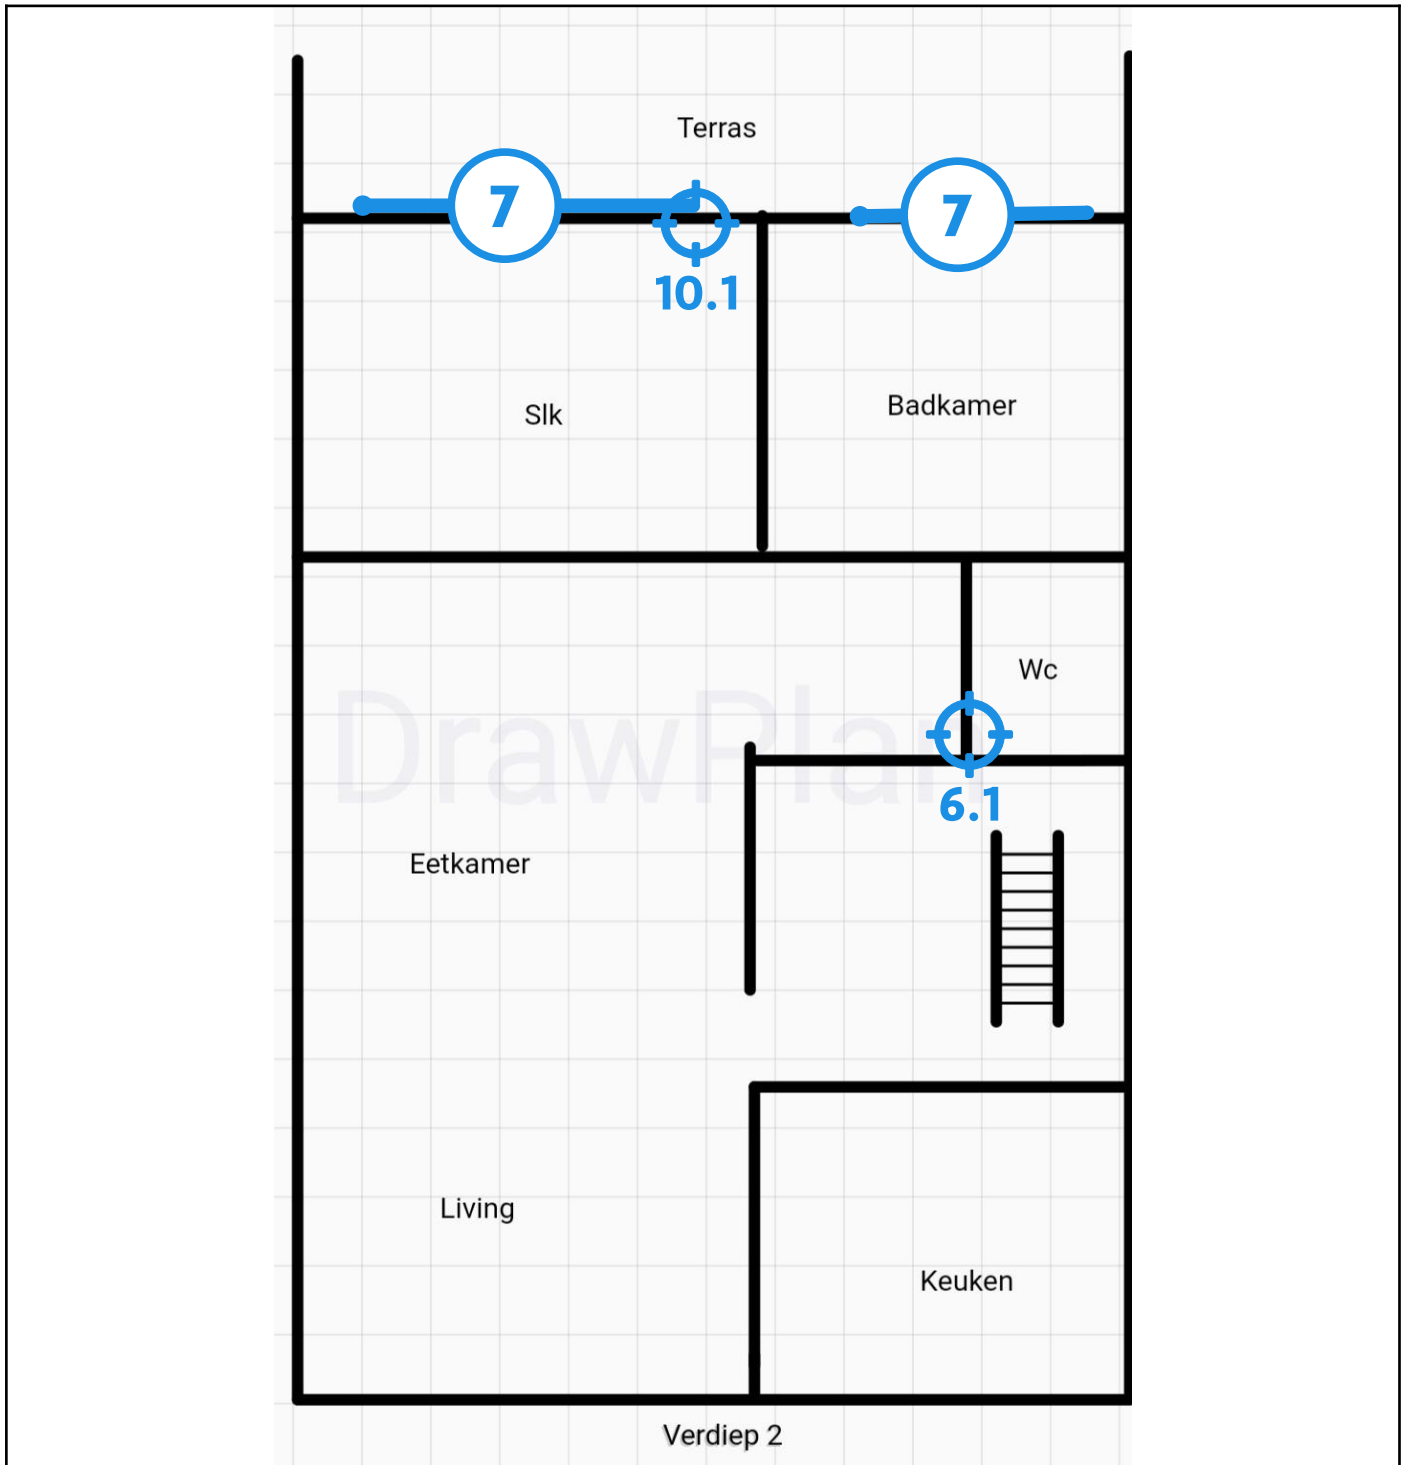 Terras
7
7
10.1
Slk
Badkamer
Wc
DrawPlan
6.1
Eetkamer
Living
Keuken
Verdiep 2